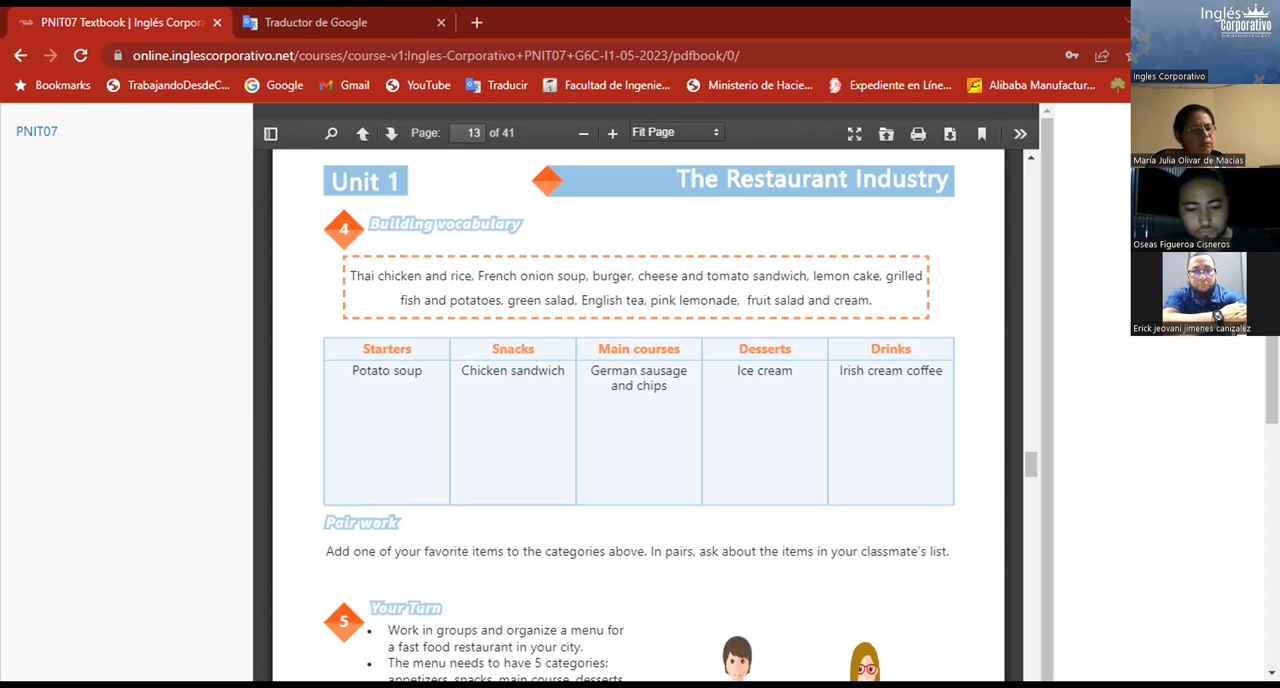 PNIT07 Textbook | Inglés Corpora
Traductor de Google
online.inglescorporativo.net/courses/course-v1:Ingles-Corporativo+PNIT07+G6C-I1-05-2023/pdfbook/0/
Bookmarks TrabajandoDesdeC... Google Gmail YouTube Traducir Facultad de Ingenie... Ministerio de Hacie... Expediente en Líne... Alibaba Manufactur...
PNIT07
Page: 13 of 41 Fit Page
Unit 1 The Restaurant Industry
4 Building vocabulary
Thai chicken and rice, French onion soup, burger, cheese and tomato sandwich, lemon cake, grilled
fish and potatoes, green salad, English tea, pink lemonade, fruit salad and cream.
Starters Snacks Main courses Desserts Drinks
Potato soup Chicken sandwich German sausage Ice cream Irish cream coffee
and chips
Pair work
Add one of your favorite items to the categories above. In pairs, ask about the items in your classmate's list.
5 Your Turn
• Work in groups and organize a menu for
a fast food restaurant in your city.
• The menu needs to have 5 categories:
appetizers, snacks, main course, desserts
Inglés
Corporativo
Ingles Corporativo
María Julia Olivar de Macias
Oseas Figueroa Cisneros
Erick jeovani jimenes canizalez